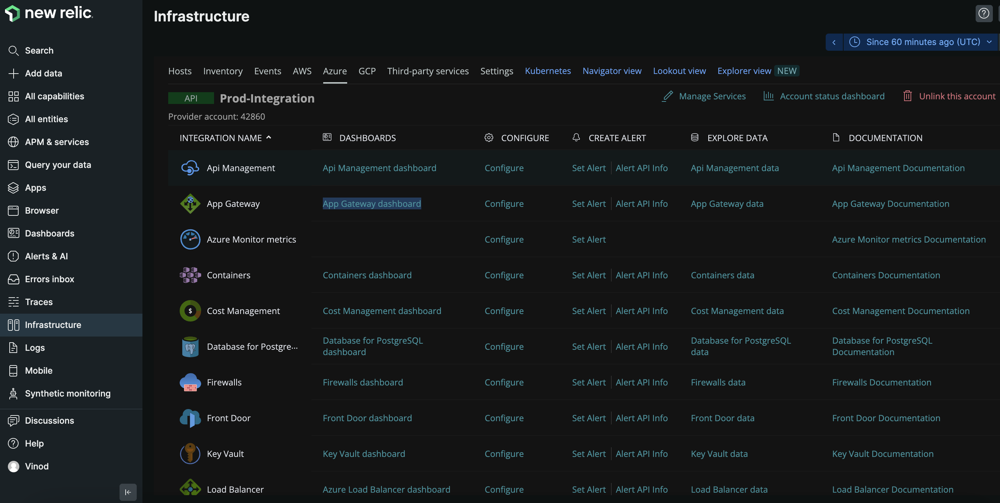 new relic.
Search
Add data
All capabilities
All entities
APM & services
Query your data
Apps
Browser
Dashboards
Alerts & AI
Errors inbox
Traces
Infrastructure
Logs
Mobile
Synthetic monitoring
Discussions
Help
Vinod
Infrastructure
Since 60 minutes ago (UTC)
Hosts Inventory Events AWS Azure GCP Third-party services Settings Kubernetes Navigator view Lookout view Explorer view NEW
API Prod-Integration Manage Services Account status dashboard Unlink this account
Provider account: 42860
INTEGRATION NAME DASHBOARDS CONFIGURE CREATE ALERT EXPLORE DATA DOCUMENTATION
Api Management Api Management dashboard Configure Set Alert Alert API Info Api Management data Api Management Documentation
App Gateway App Gateway dashboard Configure Set Alert Alert API Info App Gateway data App Gateway Documentation
Azure Monitor metrics Configure Set Alert Azure Monitor metrics Documentation
Containers Containers dashboard Configure Set Alert Alert API Info Containers data Containers Documentation
$ Cost Management Cost Management dashboard Configure Set Alert Alert API Info Cost Management data Cost Management Documentation
Database for Postgre... Database for PostgreSQL dashboard Configure Set Alert Alert API Info Database for PostgreSQL data Database for PostgreSQL Documentation
Firewalls Firewalls dashboard Configure Set Alert Alert API Info Firewalls data Firewalls Documentation
Front Door Front Door dashboard Configure Set Alert Alert API Info Front Door data Front Door Documentation
Key Vault Key Vault dashboard Configure Set Alert Alert API Info Key Vault data Key Vault Documentation
Load Balancer Azure Load Balancer dashboard Configure Set Alert Alert API Info Load Balancer data Load Balancer Documentation